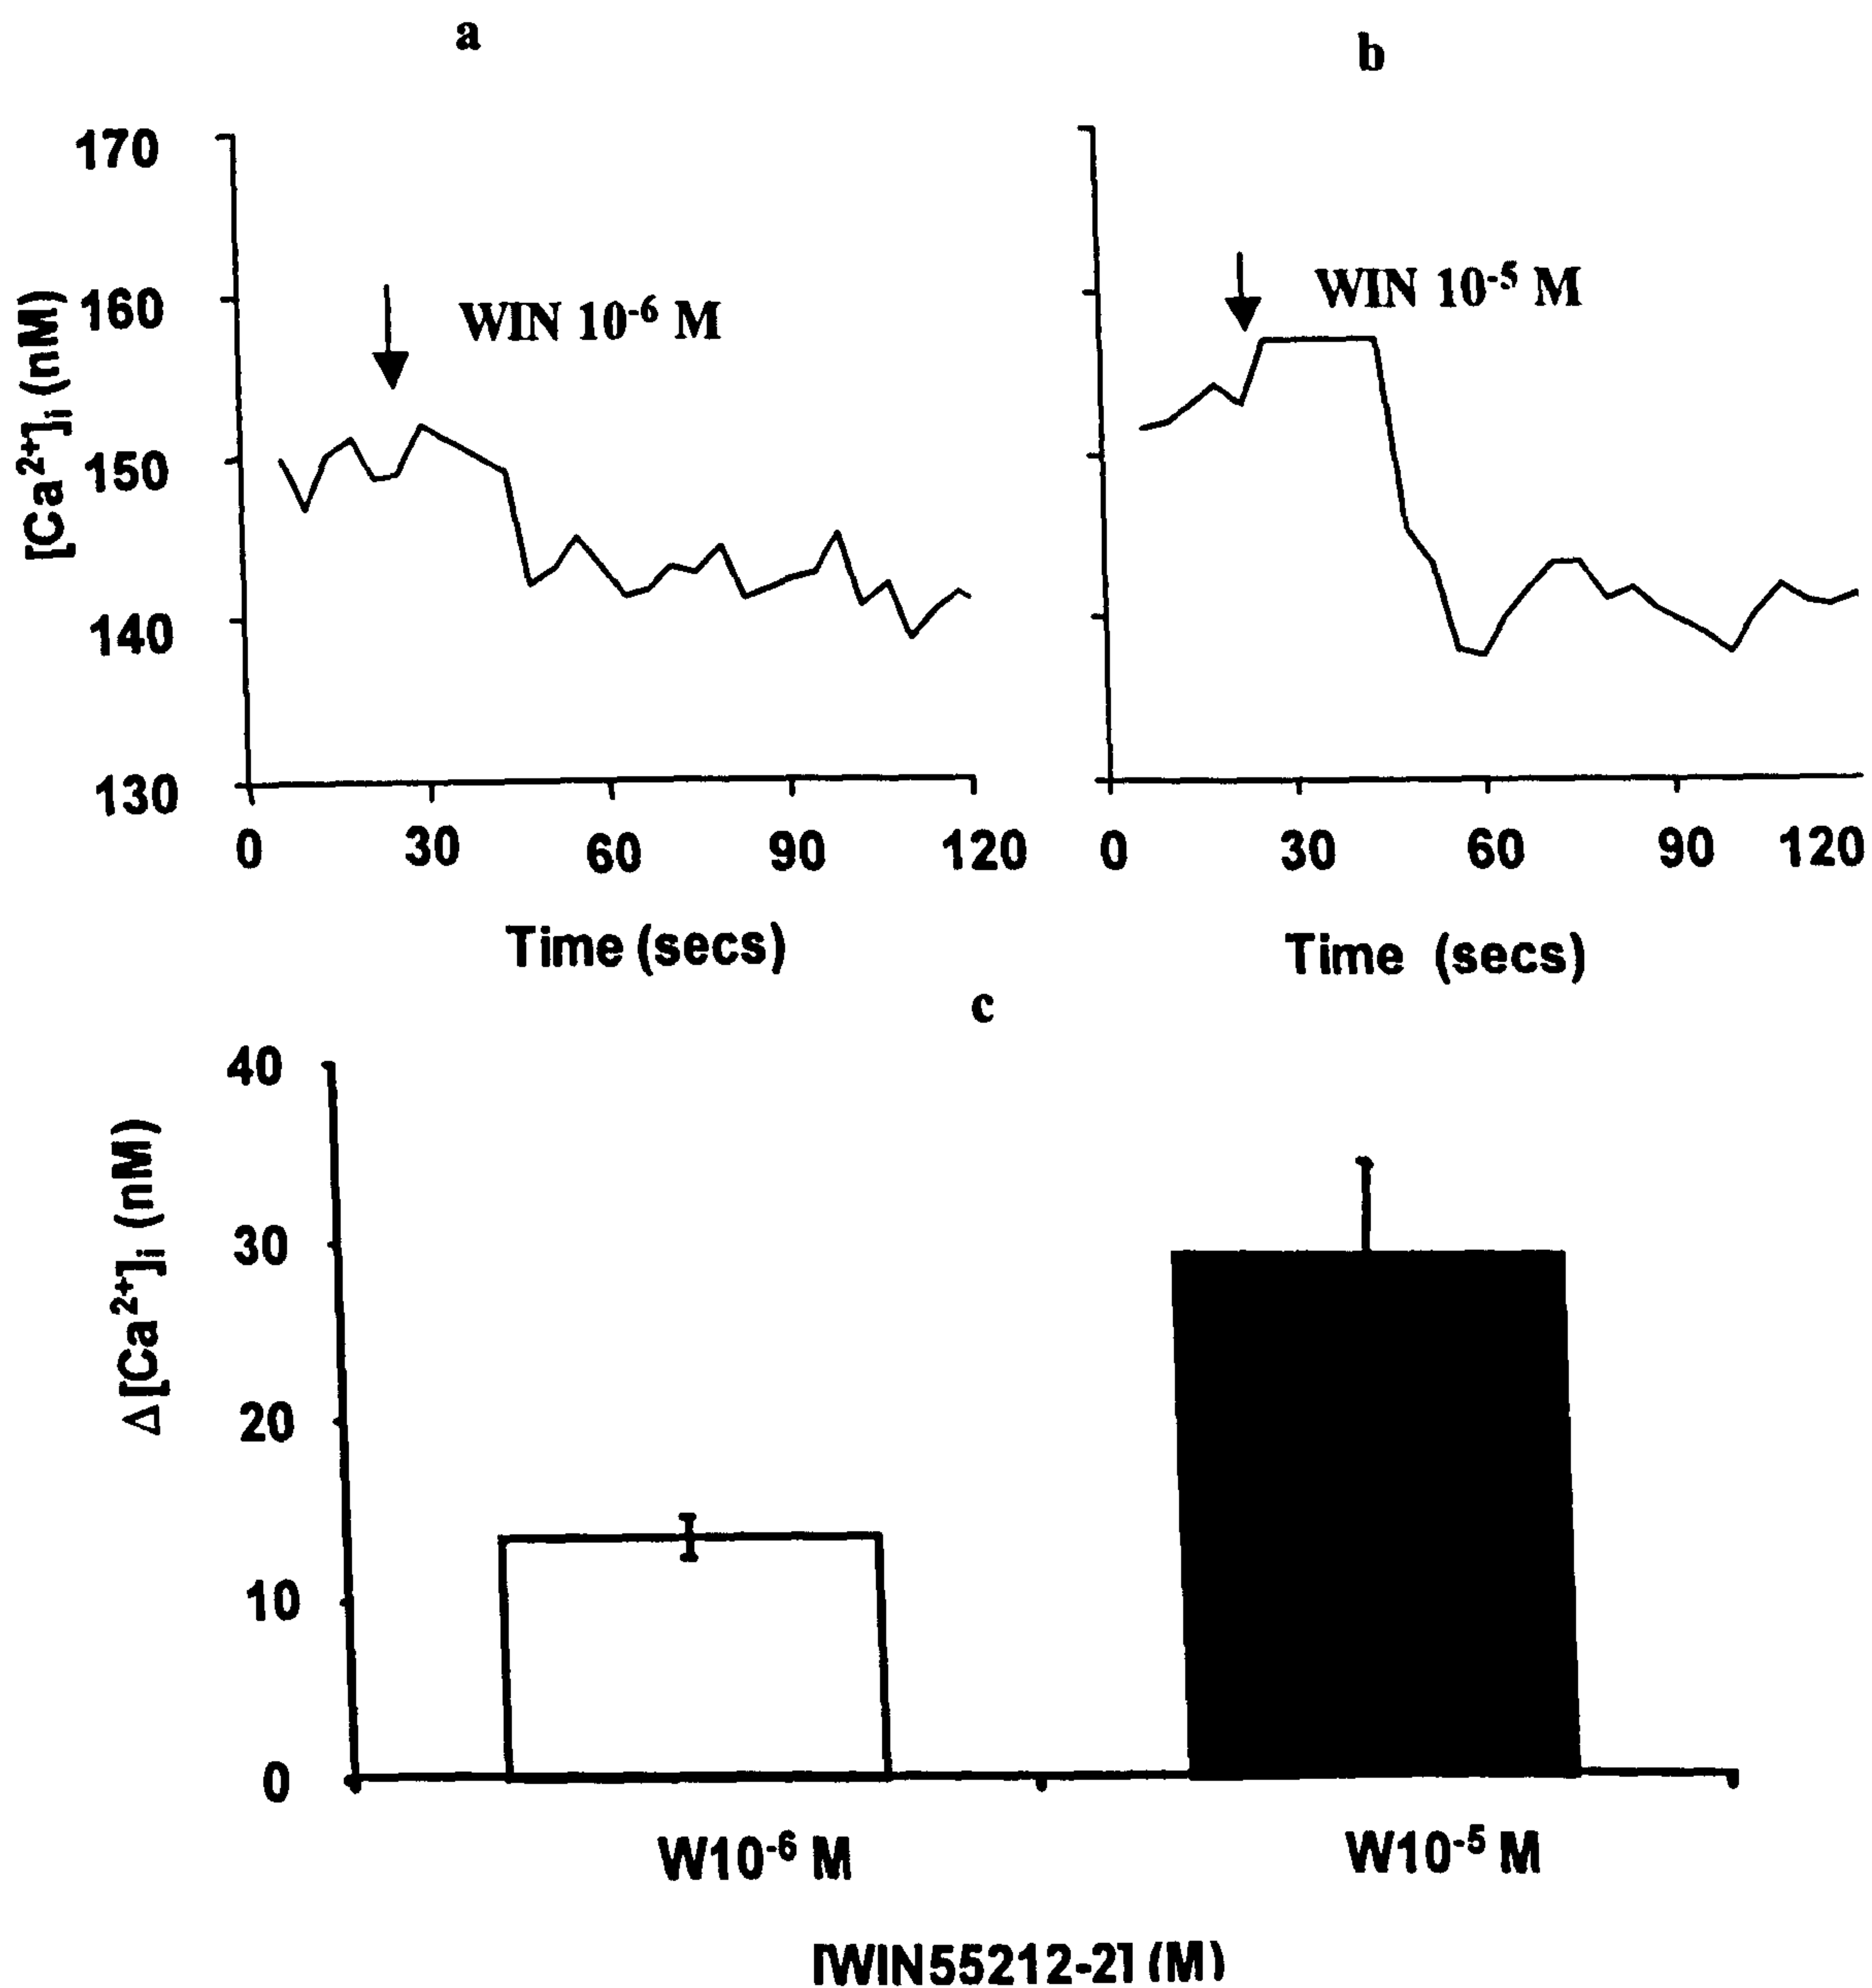 a
b
170
160
150
140
130
[Ca²⁺]ᵢ (nM)
WIN 10⁻⁶ M
WIN 10⁻⁵ M
0 30 60 90 120
0 30 60 90 120
Time (secs)
Time (secs)
c
40
30
20
10
0
Δ[Ca²⁺]ᵢ (nM)
W10⁻⁶ M
W10⁻⁵ M
[WIN55212-2] (M)